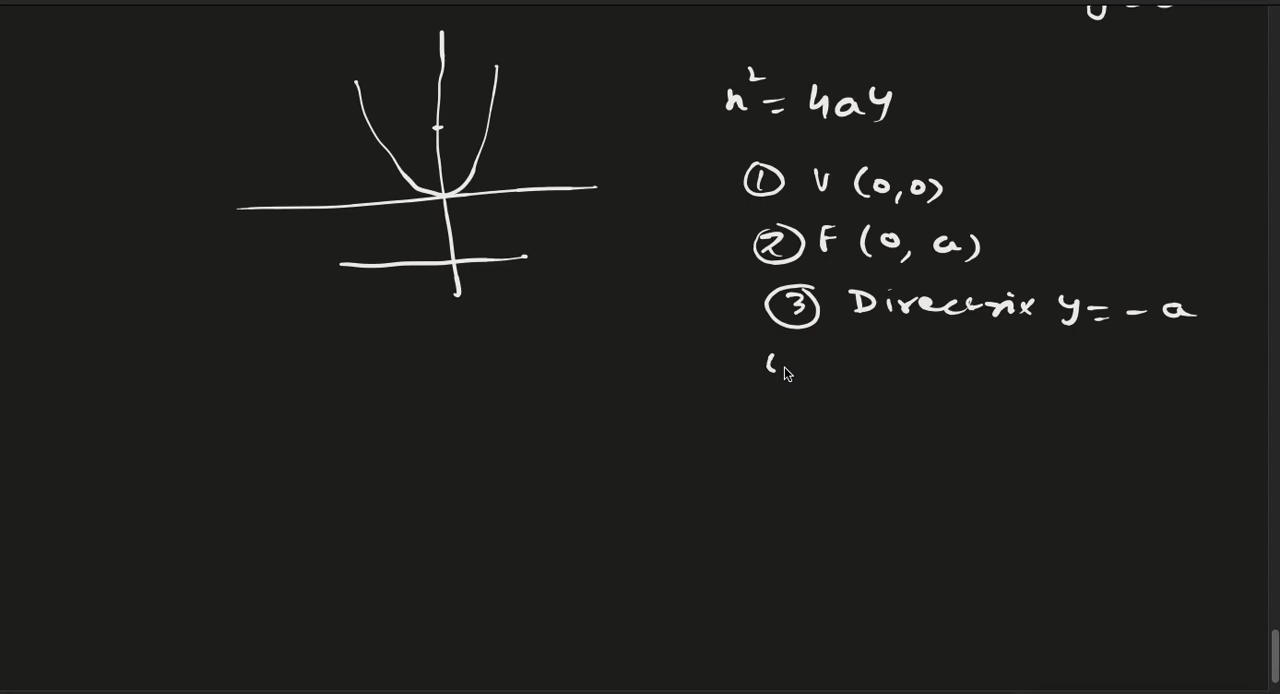 x² = 4ay
① V (0,0)
② F (0, a)
③ Directrix y = - a
(